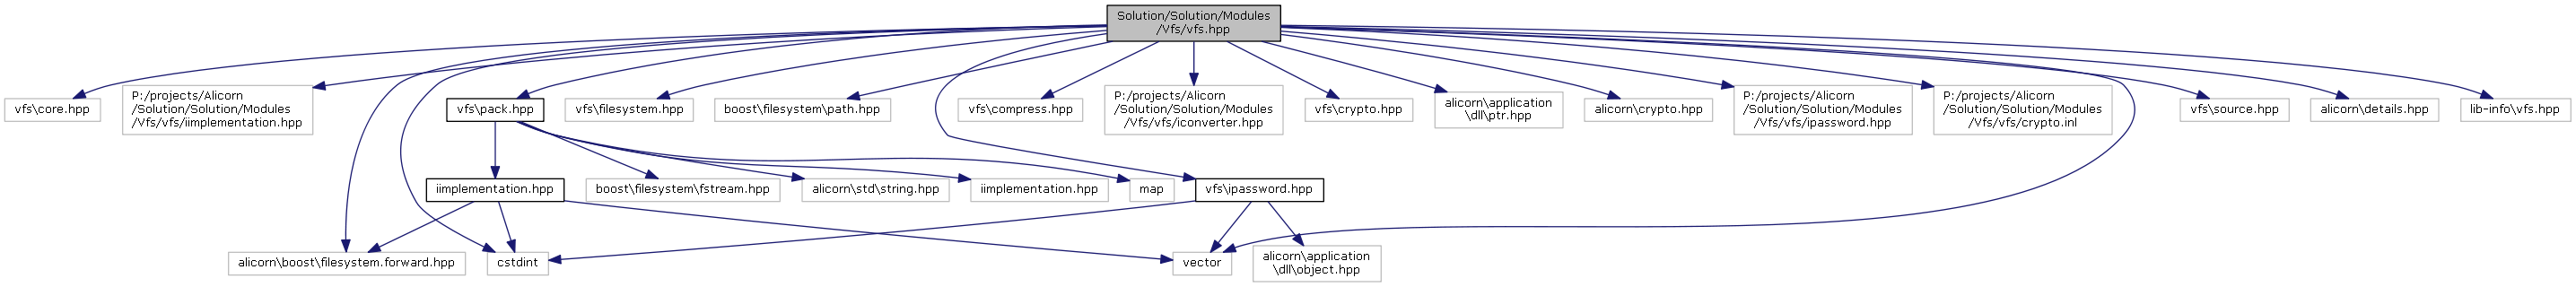 Solution/Solution/Modules
/Vfs/vfs.hpp
vfs\core.hpp
P:/projects/Alicorn
/Solution/Solution/Modules
/Vfs/vfs/iimplementation.hpp
vfs\pack.hpp
vfs\filesystem.hpp
boost\filesystem\path.hpp
vfs\compress.hpp
P:/projects/Alicorn
/Solution/Solution/Modules
/Vfs/vfs/iconverter.hpp
vfs\crypto.hpp
alicorn\application
\dll\ptr.hpp
alicorn\crypto.hpp
P:/projects/Alicorn
/Solution/Solution/Modules
/Vfs/vfs/ipassword.hpp
P:/projects/Alicorn
/Solution/Solution/Modules
/Vfs/vfs/crypto.inl
vfs\source.hpp
alicorn\details.hpp
lib-info\vfs.hpp
iimplementation.hpp
boost\filesystem\fstream.hpp
alicorn\std\string.hpp
iimplementation.hpp
map
vfs\ipassword.hpp
alicorn\boost\filesystem.forward.hpp
cstdint
vector
alicorn\application
\dll\object.hpp